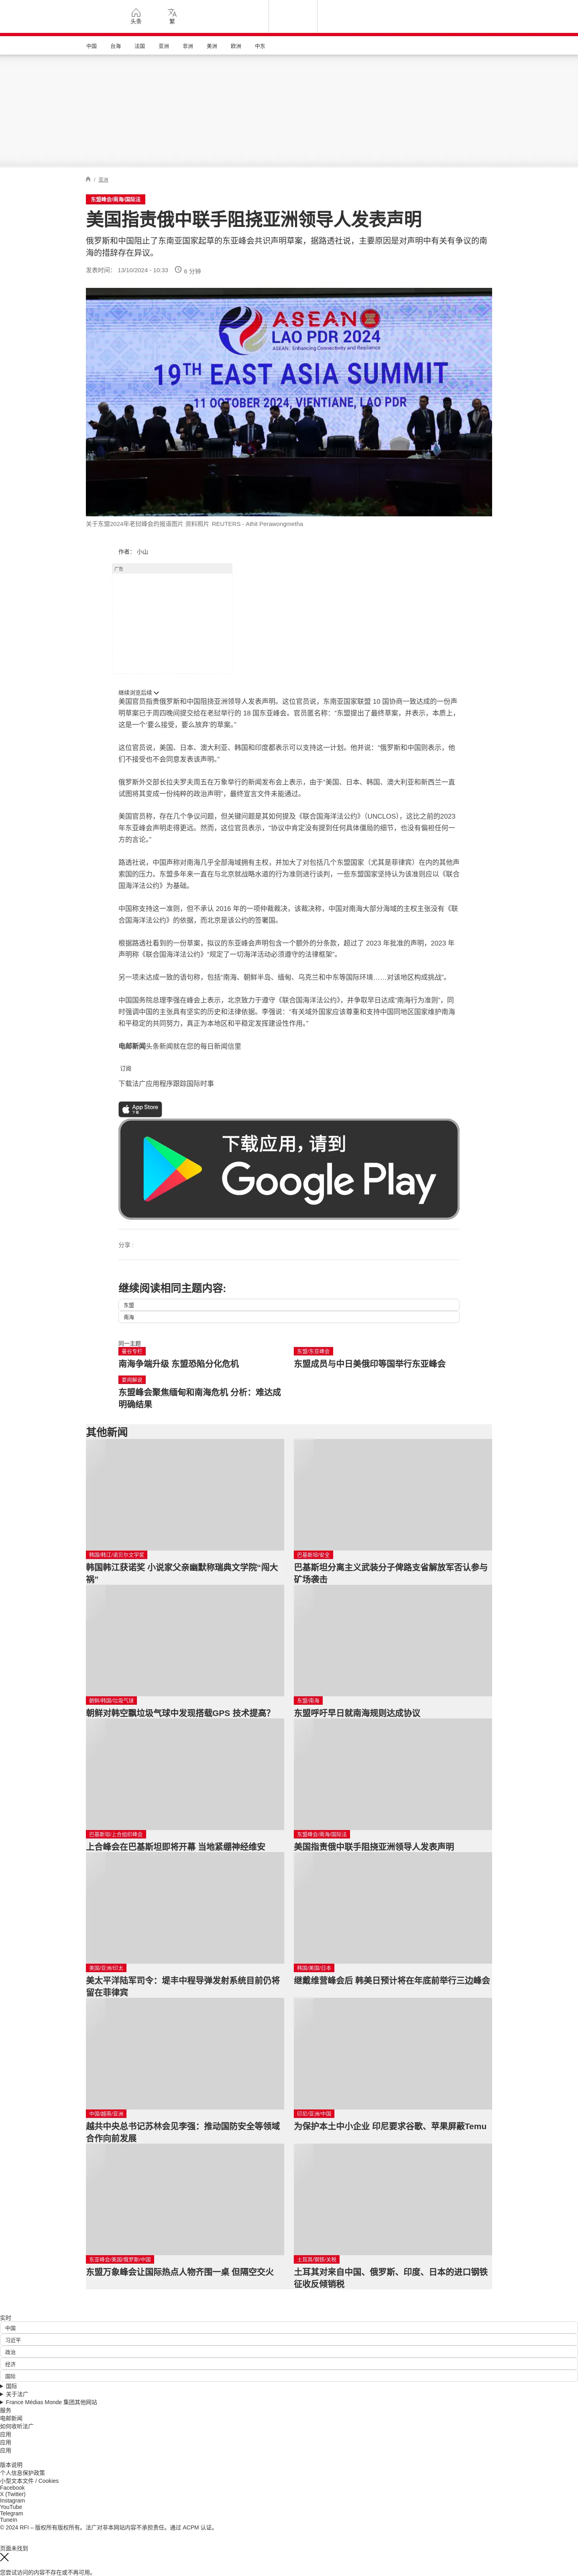 头条
繁
中国
台海
法国
亚洲
非洲
美洲
欧洲
中东
/ 亚洲
东盟峰会/南海/国际法
美国指责俄中联手阻挠亚洲领导人发表声明
俄罗斯和中国阻止了东南亚国家起草的东亚峰会共识声明草案，据路透社说，主要原因是对声明中有关有争议的南
海的措辞存在异议。
发表时间： 13/10/2024 - 10:33
6 分钟
ASEAN
LAO PDR 2024
ASEAN: Enhancing Connectivity and Resilience
19TH EAST ASIA SUMMIT
11 OCTOBER 2024, VIENTIANE, LAO PDR
关于东盟2024年老挝峰会的报道图片 资料照片 REUTERS - Athit Perawongmetha
作者： 小山
广告
继续浏览后续
美国官员指责俄罗斯和中国阻挠亚洲领导人发表声明。这位官员说，东南亚国家联盟 10 国协商一致达成的一份声
明草案已于周四晚间提交给在老挝举行的 18 国东亚峰会。官员匿名称：“东盟提出了最终草案，并表示，本质上，
这是一个‘要么接受，要么放弃’的草案。”
这位官员说，美国、日本、澳大利亚、韩国和印度都表示可以支持这一计划。他并说：“俄罗斯和中国则表示，他
们不接受也不会同意发表该声明。”
俄罗斯外交部长拉夫罗夫周五在万象举行的新闻发布会上表示，由于“美国、日本、韩国、澳大利亚和新西兰一直
试图将其变成一份纯粹的政治声明”，最终宣言文件未能通过。
美国官员称，存在几个争议问题，但关键问题是其如何提及《联合国海洋法公约》（UNCLOS），这比之前的2023
年东亚峰会声明走得更远。然而，这位官员表示，“协议中肯定没有提到任何具体僵局的细节，也没有偏袒任何一
方的言论。”
路透社说，中国声称对南海几乎全部海域拥有主权，并加大了对包括几个东盟国家（尤其是菲律宾）在内的其他声
索国的压力。东盟多年来一直在与北京就战略水道的行为准则进行谈判，一些东盟国家坚持认为该准则应以《联合
国海洋法公约》为基础。
中国称支持这一准则，但不承认 2016 年的一项仲裁裁决，该裁决称，中国对南海大部分海域的主权主张没有《联
合国海洋法公约》的依据，而北京是该公约的签署国。
根据路透社看到的一份草案，拟议的东亚峰会声明包含一个额外的分条款，超过了 2023 年批准的声明，2023 年
声明称《联合国海洋法公约》“规定了一切海洋活动必须遵守的法律框架”。
另一项未达成一致的语句称，包括“南海、朝鲜半岛、缅甸、乌克兰和中东等国际环境……对该地区构成挑战”。
中国国务院总理李强在峰会上表示，北京致力于遵守《联合国海洋法公约》，并争取早日达成“南海行为准则”，同
时强调中国的主张具有坚实的历史和法律依据。李强说：“有关域外国家应该尊重和支持中国同地区国家维护南海
和平稳定的共同努力，真正为本地区和平稳定发挥建设性作用。”
电邮新闻头条新闻就在您的每日新闻信里
订阅
下载法广应用程序跟踪国际时事
App Store
下载
下载应用，请到
Google Play
分享 :
继续阅读相同主题内容:
东盟
南海
同一主题
曼谷专栏
南海争端升级 东盟恐陷分化危机
东盟/东亚峰会
东盟成员与中日美俄印等国举行东亚峰会
要闻解说
东盟峰会聚焦缅甸和南海危机 分析：难达成
明确结果
其他新闻
韩国/韩江/诺贝尔文学奖
韩国韩江获诺奖 小说家父亲幽默称瑞典文学院“闯大
祸”
巴基斯坦/安全
巴基斯坦分离主义武装分子俾路支省解放军否认参与
矿场袭击
朝鲜/韩国/垃圾气球
朝鲜对韩空飘垃圾气球中发现搭载GPS 技术提高？
东盟/南海
东盟呼吁早日就南海规则达成协议
巴基斯坦/上合组织峰会
上合峰会在巴基斯坦即将开幕 当地紧绷神经维安
东盟峰会/南海/国际法
美国指责俄中联手阻挠亚洲领导人发表声明
美国/亚洲/印太
美太平洋陆军司令：堤丰中程导弹发射系统目前仍将
留在菲律宾
韩国/美国/日本
继戴维营峰会后 韩美日预计将在年底前举行三边峰会
中国/越南/亚洲
越共中央总书记苏林会见李强：推动国防安全等领域
合作向前发展
印尼/亚洲/中国
为保护本土中小企业 印尼要求谷歌、苹果屏蔽Temu
东亚峰会/美国/俄罗斯/中国
东盟万象峰会让国际热点人物齐围一桌 但隔空交火
土耳其/钢铁/关税
土耳其对来自中国、俄罗斯、印度、日本的进口钢铁
征收反倾销税
实时
中国
习近平
政治
经济
国际
国际
关于法广
France Médias Monde 集团其他网站
服务
电邮新闻
如何收听法广
应用
应用
应用
版本说明
个人信息保护政策
小型文本文件 / Cookies
Facebook
X (Twitter)
Instagram
YouTube
Telegram
TuneIn
© 2024 RFI – 版权所有版权所有。法广对非本网站内容不承担责任。通过 ACPM 认证。
页面未找到
您尝试访问的内容不存在或不再可用。